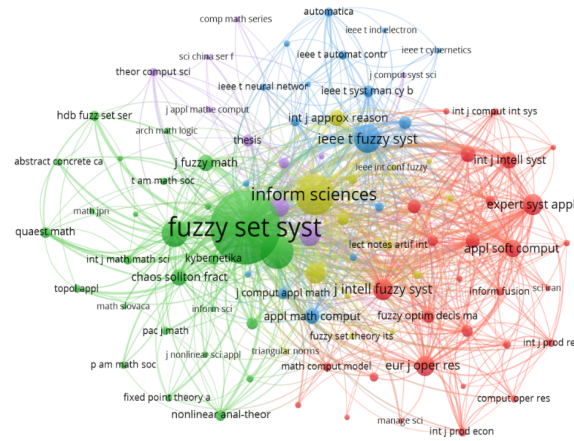 automatica
comp math series
ieee t ind electron
ieee t automat contr
ieee t cybernetics
sci china ser f
theor comput sci
j comput syst sci
ieee t neural networ
ieee t syst man cy b
hdb fuzz set ser
j appl mathe comput
int j approx reason
int j comput int sys
arch math logic
thesis
ieee t fuzzy syst
abstract concrete ca
j fuzzy math
int j intell syst
ieee int conf fuzzy
t am math soc
inform sciences
expert syst appl
math jpn
fuzzy set syst
quaest math
lect notes artif int
appl soft comput
kybernetika
int j math math sci
chaos soliton fract
sci iran
topol appl
j comput appl math
j intell fuzzy syst
inform fusion
math slovaca
inform sci
appl math comput
fuzzy optim decis ma
pac j math
fuzzy set theory its
int j prod re
j nonlinear sci appl
triangular norms
p am math soc
math comput model
eur j oper res
fixed point theory a
comput oper res
nonlinear anal-theor
manage sci
int j prod econ